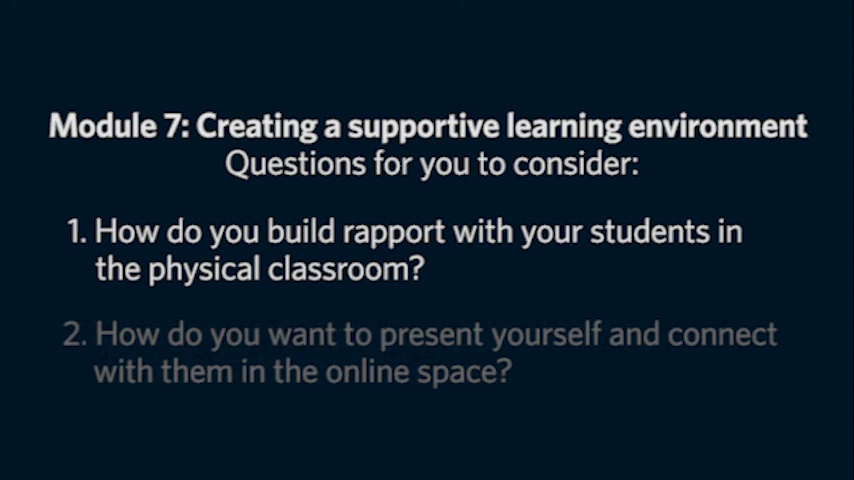 Module 7: Creating a supportive learning environment
Questions for you to consider:
1. How do you build rapport with your students in
the physical classroom?
2. How do you want to present yourself and connect
with them in the online space?